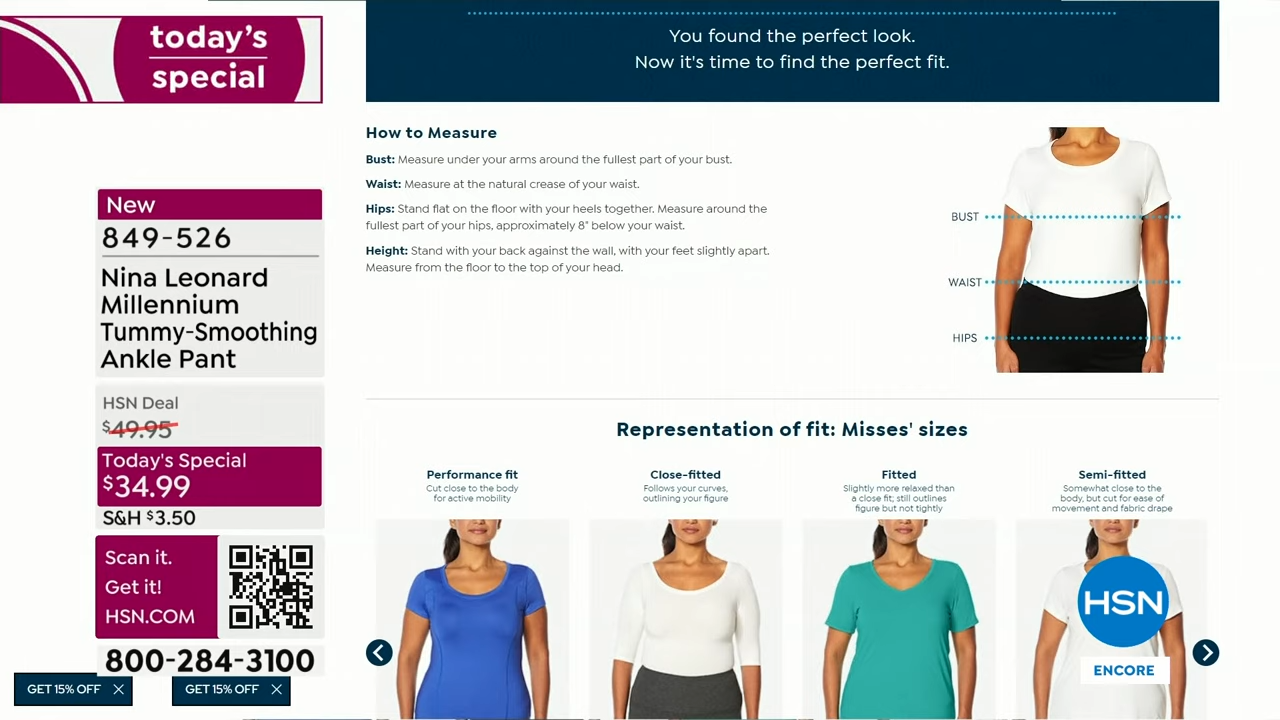 today's
special
New
849-526
Nina Leonard
Millennium
Tummy-Smoothing
Ankle Pant
HSN Deal
$49.95
Today's Special
$34.99
S&H $3.50
Scan it.
Get it!
HSN.COM
800-284-3100
GET 15% OFF
GET 15% OFF
You found the perfect look.
Now it's time to find the perfect fit.
How to Measure
Bust: Measure under your arms around the fullest part of your bust.
Waist: Measure at the natural crease of your waist.
Hips: Stand flat on the floor with your heels together. Measure around the
fullest part of your hips, approximately 8" below your waist.
Height: Stand with your back against the wall, with your feet slightly apart.
Measure from the floor to the top of your head.
BUST
WAIST
HIPS
Representation of fit: Misses' sizes
Performance fit
Cut close to the body
for active mobility
Close-fitted
Follows your curves,
outlining your figure
Fitted
Slightly more relaxed than
a close fit; still outlines
figure but not tightly
Semi-fitted
Somewhat close to the
body, but cut for ease of
movement and fabric drape
HSN
ENCORE